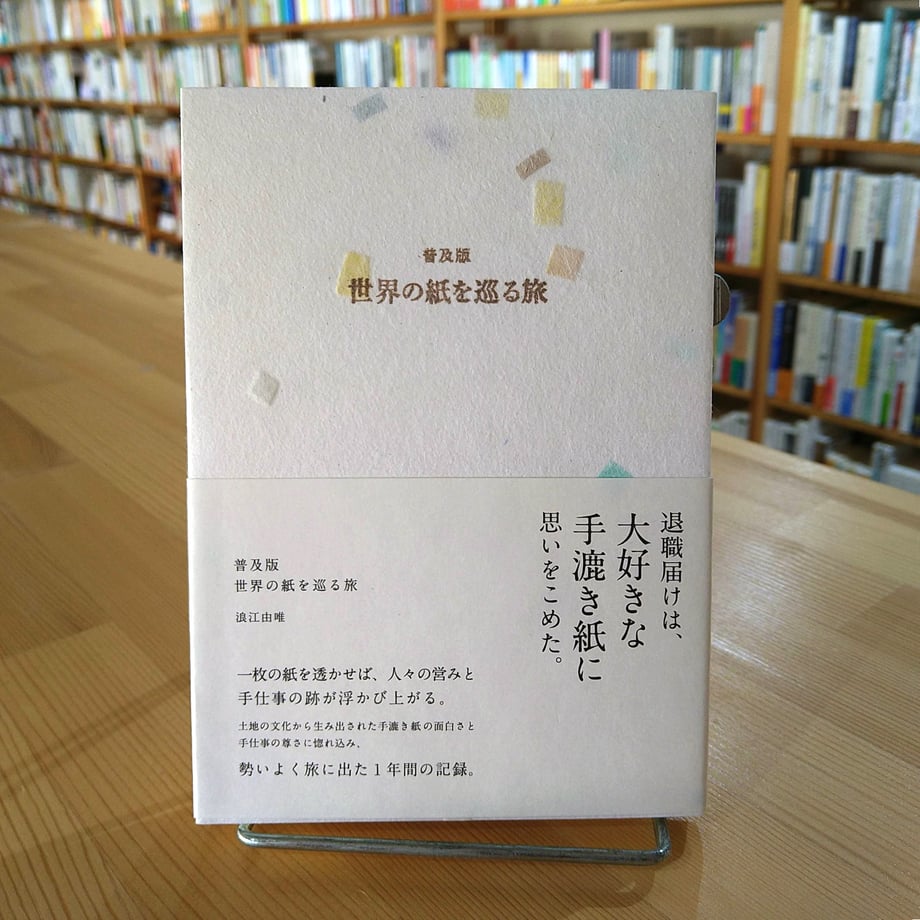 普及版
世界の紙を巡る旅
退職届けは、
大好きな
手漉き紙に
思いをこめた。
普及版
世界の紙を巡る旅
浪江由唯
一枚の紙を透かせば、人々の営みと
手仕事の跡が浮かび上がる。
土地の文化から生み出された手漉き紙の面白さと
手仕事の尊さに惚れ込み、
勢いよく旅に出た1年間の記録。